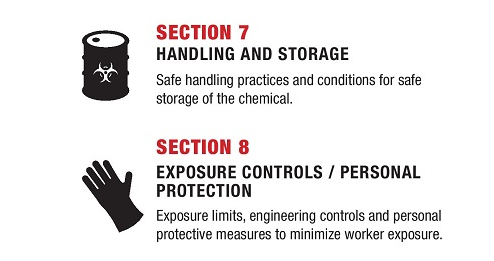 SECTION 7
HANDLING AND STORAGE
Safe handling practices and conditions for safe
storage of the chemical.
SECTION 8
EXPOSURE CONTROLS / PERSONAL
PROTECTION
Exposure limits, engineering controls and personal
protective measures to minimize worker exposure.